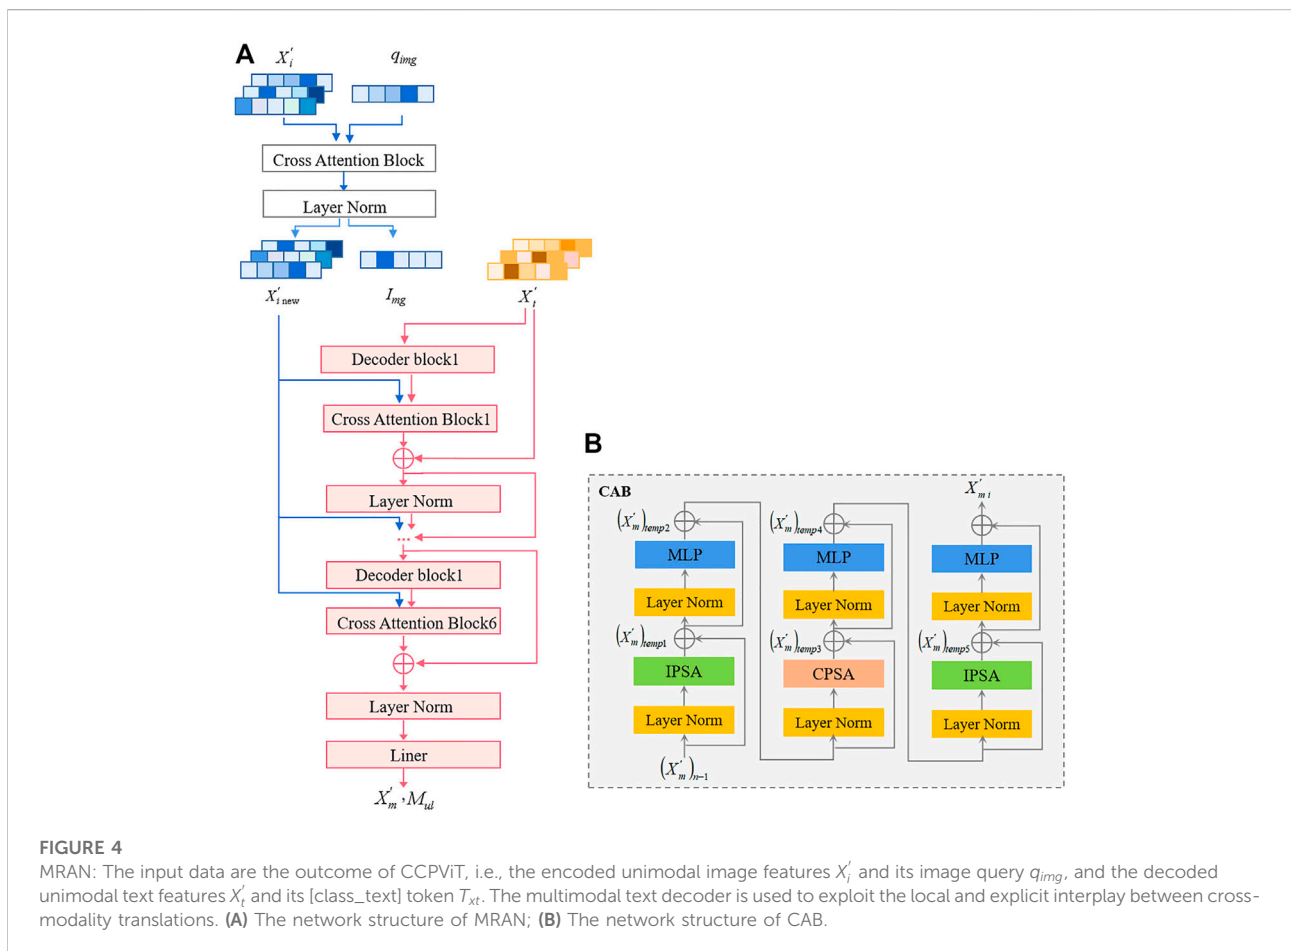 A
X'i
qimg
Cross Attention Block
Layer Norm
X'i new
Img
X't
Decoder block1
Cross Attention Block1
Layer Norm
...
Decoder block1
Cross Attention Block6
Layer Norm
Liner
X'm , Mul
B
CAB
(X'm)temp2
MLP
Layer Norm
(X'm)temp1
IPSA
Layer Norm
(X'm)n-1
(X'm)temp4
MLP
Layer Norm
(X'm)temp3
CPSA
Layer Norm
X'm i
MLP
Layer Norm
(X'm)temp5
IPSA
Layer Norm
FIGURE 4
MRAN: The input data are the outcome of CCPViT, i.e., the encoded unimodal image features X'i and its image query qimg, and the decoded
unimodal text features X't and its [class_text] token Txt. The multimodal text decoder is used to exploit the local and explicit interplay between cross-
modality translations. (A) The network structure of MRAN; (B) The network structure of CAB.